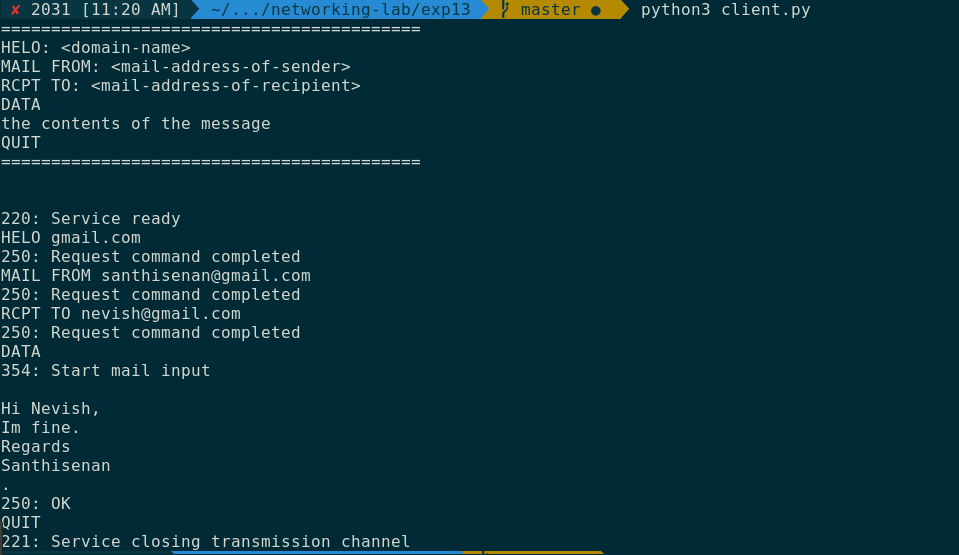 ✘ 2031 [11:20 AM] ~/.../networking-lab/exp13 master ● python3 client.py
==========================================
HELO: <domain-name>
MAIL FROM: <mail-address-of-sender>
RCPT TO: <mail-address-of-recipient>
DATA
the contents of the message
QUIT
==========================================
220: Service ready
HELO gmail.com
250: Request command completed
MAIL FROM santhisenan@gmail.com
250: Request command completed
RCPT TO nevish@gmail.com
250: Request command completed
DATA
354: Start mail input
Hi Nevish,
Im fine.
Regards
Santhisenan
.
250: OK
QUIT
221: Service closing transmission channel